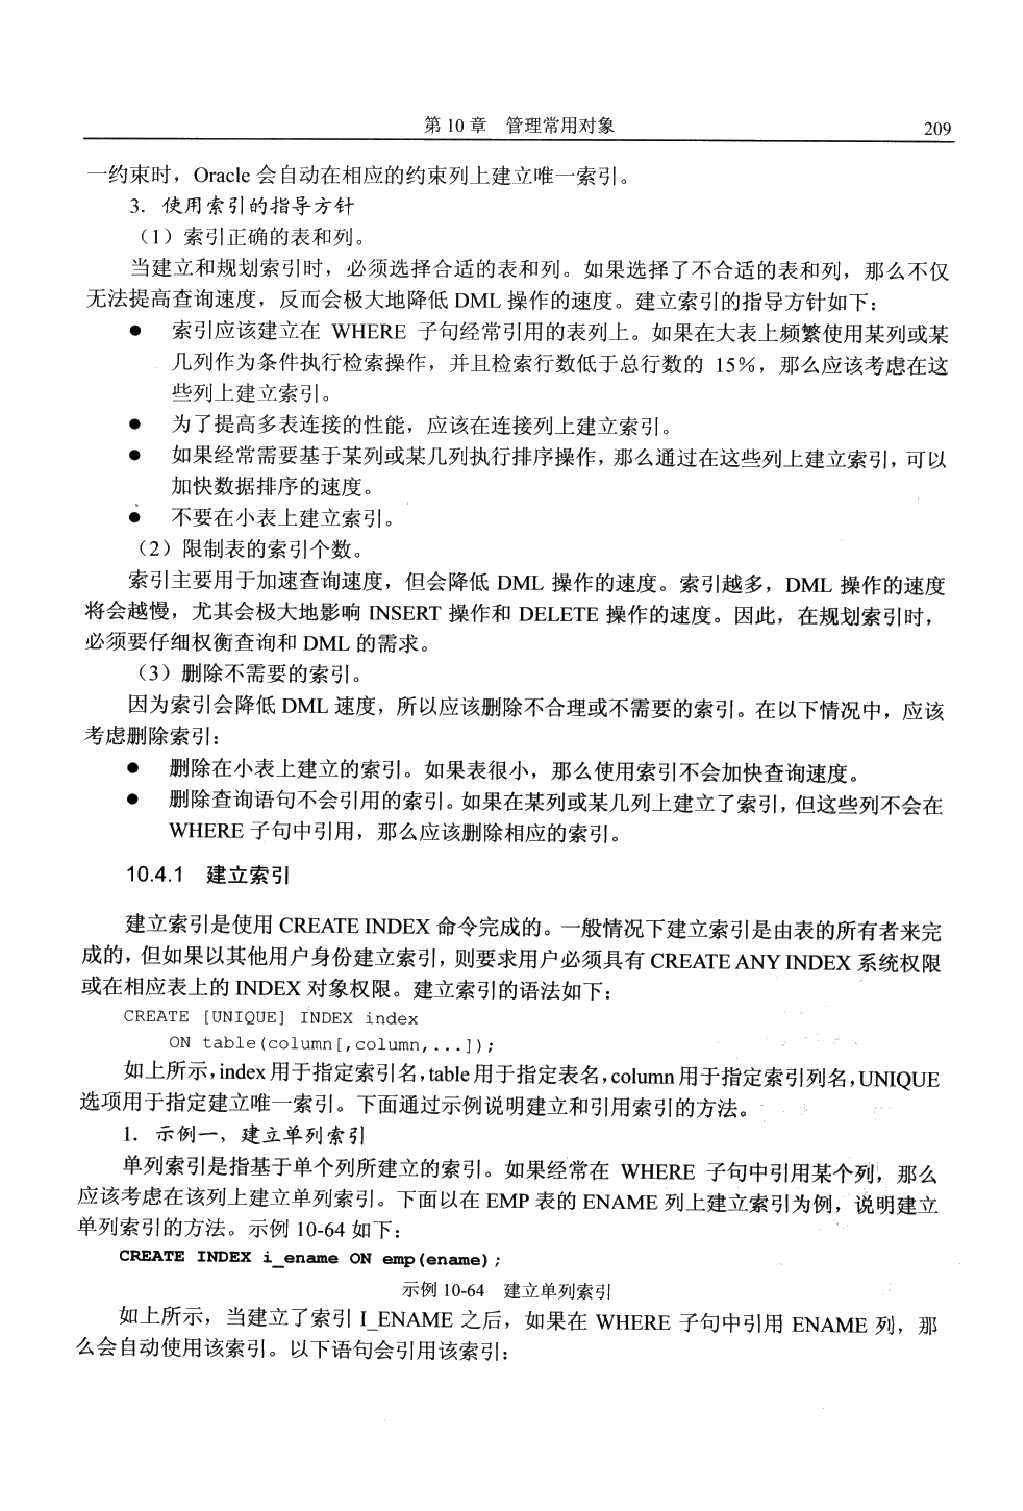 第 10 章　管理常用对象
209
一约束时，Oracle 会自动在相应的约束列上建立唯一索引。
3．使用索引的指导方针
（1）索引正确的表和列。
当建立和规划索引时，必须选择合适的表和列。如果选择了不合适的表和列，那么不仅
无法提高查询速度，反而会极大地降低 DML 操作的速度。建立索引的指导方针如下：
● 索引应该建立在 WHERE 子句经常引用的表列上。如果在大表上频繁使用某列或某
几列作为条件执行检索操作，并且检索行数低于总行数的 15％，那么应该考虑在这
些列上建立索引。
● 为了提高多表连接的性能，应该在连接列上建立索引。
● 如果经常需要基于某列或某几列执行排序操作，那么通过在这些列上建立索引，可以
加快数据排序的速度。
● 不要在小表上建立索引。
（2）限制表的索引个数。
索引主要用于加速查询速度，但会降低 DML 操作的速度。索引越多，DML 操作的速度
将会越慢，尤其会极大地影响 INSERT 操作和 DELETE 操作的速度。因此，在规划索引时，
必须要仔细权衡查询和 DML 的需求。
（3）删除不需要的索引。
因为索引会降低 DML 速度，所以应该删除不合理或不需要的索引。在以下情况中，应该
考虑删除索引：
● 删除在小表上建立的索引。如果表很小，那么使用索引不会加快查询速度。
● 删除查询语句不会引用的索引。如果在某列或某几列上建立了索引，但这些列不会在
WHERE 子句中引用，那么应该删除相应的索引。
10.4.1　建立索引
建立索引是使用 CREATE INDEX 命令完成的。一般情况下建立索引是由表的所有者来完
成的，但如果以其他用户身份建立索引，则要求用户必须具有 CREATE ANY INDEX 系统权限
或在相应表上的 INDEX 对象权限。建立索引的语法如下：
CREATE [UNIQUE] INDEX index
ON table(column[,column,...]);
如上所示，index 用于指定索引名，table 用于指定表名，column 用于指定索引列名，UNIQUE
选项用于指定建立唯一索引。下面通过示例说明建立和引用索引的方法。
1．示例一，建立单列索引
单列索引是指基于单个列所建立的索引。如果经常在 WHERE 子句中引用某个列，那么
应该考虑在该列上建立单列索引。下面以在 EMP 表的 ENAME 列上建立索引为例，说明建立
单列索引的方法。示例 10-64 如下：
CREATE INDEX i_ename ON emp(ename);
示例 10-64　建立单列索引
如上所示，当建立了索引 I_ENAME 之后，如果在 WHERE 子句中引用 ENAME 列，那
么会自动使用该索引。以下语句会引用该索引：